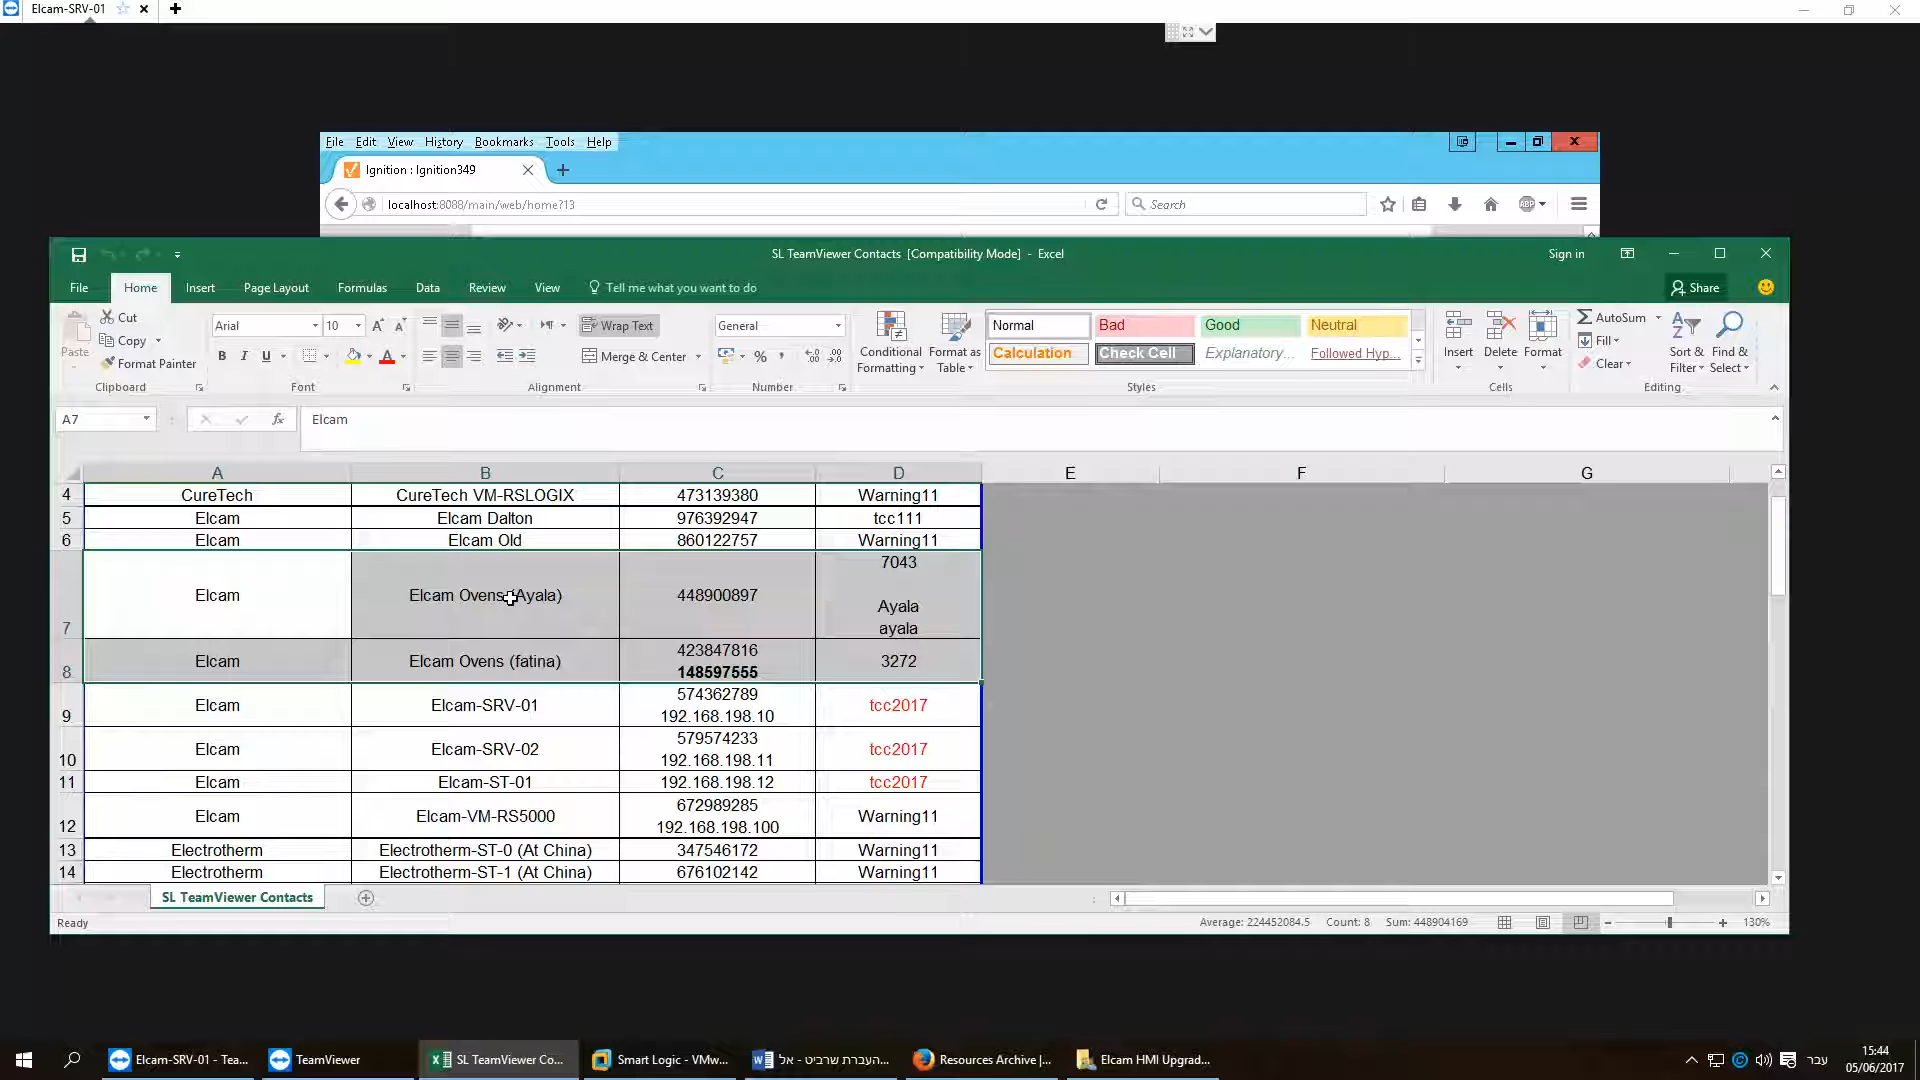 Elcam-SRV-01
File Edit View History Bookmarks Tools Help
Ignition : Ignition349
localhost:8088/main/web/home?13
Search
ABP
SL TeamViewer Contacts [Compatibility Mode] - Excel
Sign in
File Home Insert Page Layout Formulas Data Review View Tell me what you want to do
Share
Paste
Cut
Copy
Format Painter
Clipboard
Arial 10
B I U
Font
Wrap Text
Merge & Center
Alignment
General
Number
Conditional Formatting
Format as Table
Normal Bad Good Neutral
Calculation Check Cell Explanatory... Followed Hyp...
Styles
Insert Delete Format
Cells
AutoSum
Fill
Clear
Sort & Filter
Find & Select
Editing
A7
fx
Elcam
A B C D E F G
4 CureTech CureTech VM-RSLOGIX 473139380 Warning11
5 Elcam Elcam Dalton 976392947 tcc111
6 Elcam Elcam Old 860122757 Warning11
7 Elcam Elcam Ovens (Ayala) 448900897 7043
Ayala
ayala
8 Elcam Elcam Ovens (fatina) 423847816
148597555 3272
9 Elcam Elcam-SRV-01 574362789
192.168.198.10 tcc2017
10 Elcam Elcam-SRV-02 579574233
192.168.198.11 tcc2017
11 Elcam Elcam-ST-01 192.168.198.12 tcc2017
12 Elcam Elcam-VM-RS5000 672989285
192.168.198.100 Warning11
13 Electrotherm Electrotherm-ST-0 (At China) 347546172 Warning11
14 Electrotherm Electrotherm-ST-1 (At China) 676102142 Warning11
SL TeamViewer Contacts
Ready
Average: 224452084.5 Count: 8 Sum: 448904169
130%
Elcam-SRV-01 - Tea...
TeamViewer
SL TeamViewer Co...
Smart Logic - VMw...
העברת שרביט - אל...
Resources Archive |...
Elcam HMI Upgrad...
עבר
15:44
05/06/2017